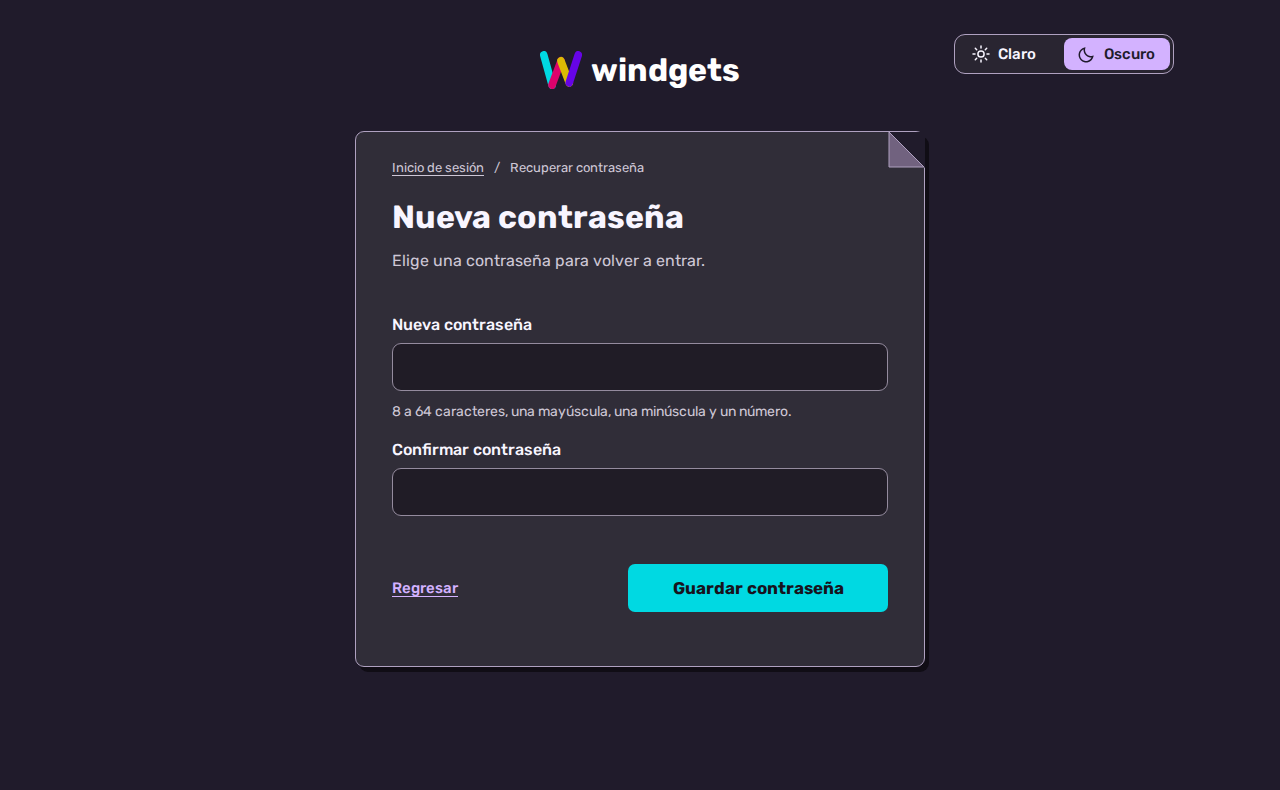 windgets
Claro
Oscuro
Inicio de sesión / Recuperar contraseña
Nueva contraseña
Elige una contraseña para volver a entrar.
Nueva contraseña
8 a 64 caracteres, una mayúscula, una minúscula y un número.
Confirmar contraseña
Regresar
Guardar contraseña